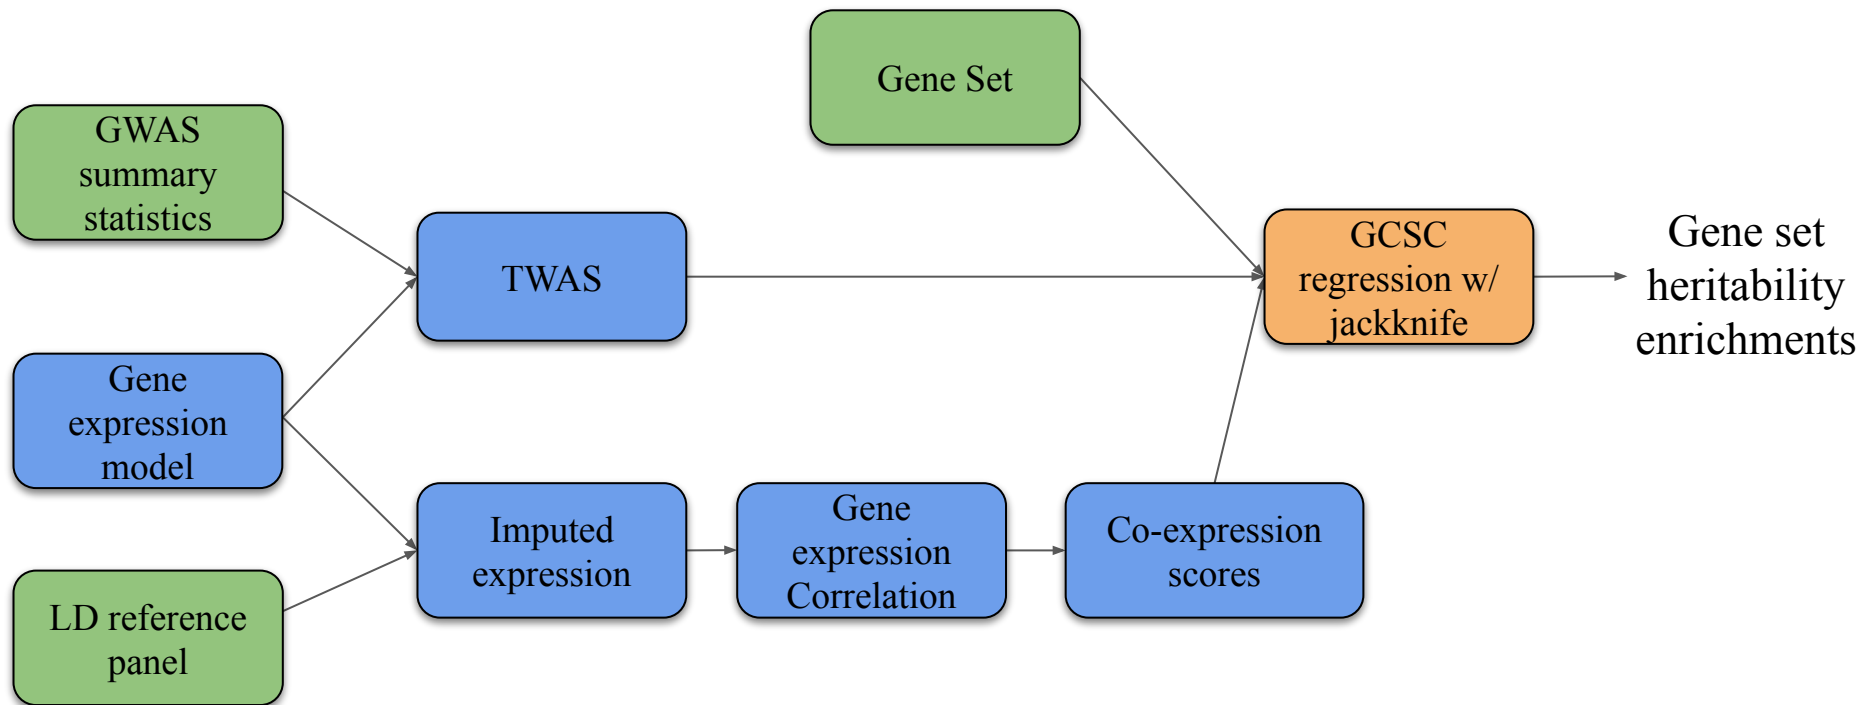 Gene Set
GWAS
summary
statistics
TWAS
GCSC
regression w/
jackknife
Gene set
heritability
enrichments
Gene
expression
model
Imputed
expression
Gene
expression
Correlation
Co-expression
scores
LD reference
panel